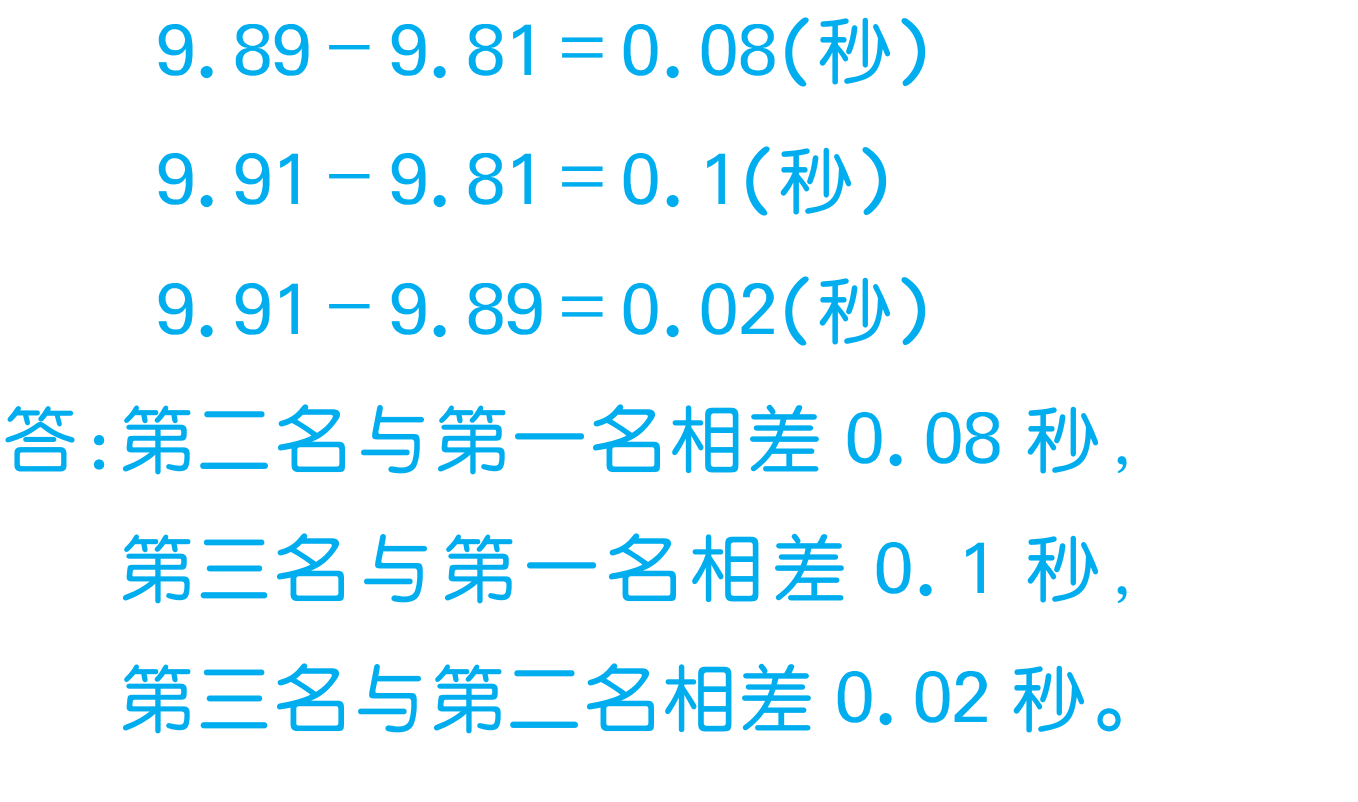 9.89-9.81=0.08(秒)
9.91-9.81=0.1(秒)
9.91-9.89=0.02(秒)
答:第二名与第一名相差 0.08 秒,
第三名与第一名相差 0.1 秒,
第三名与第二名相差 0.02 秒。